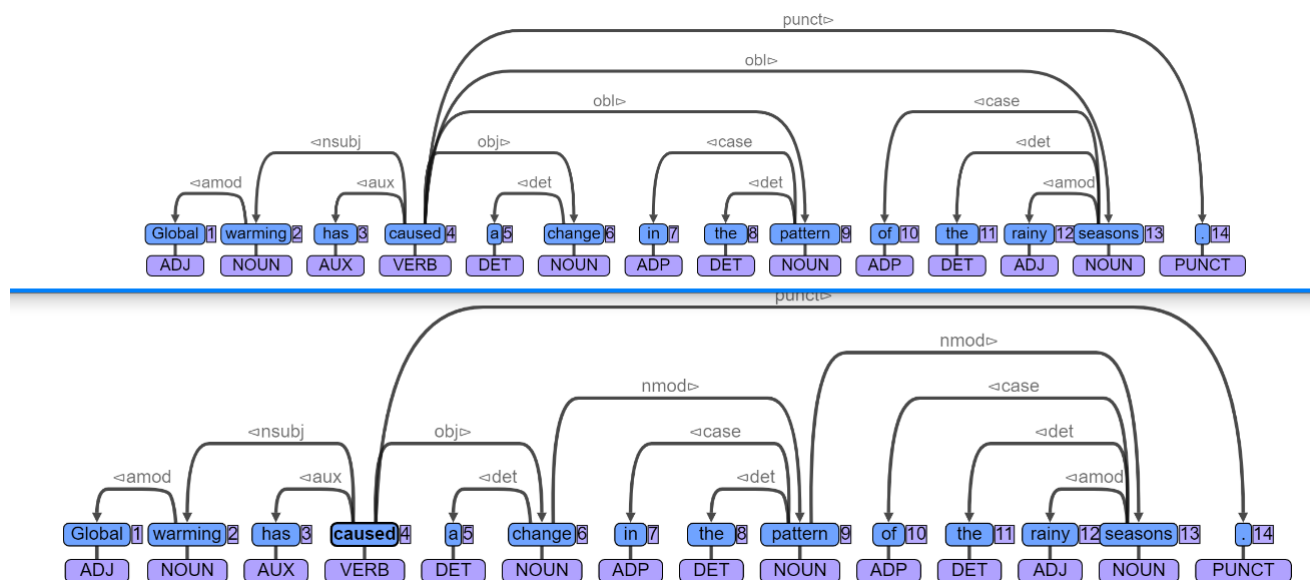 punct▻
obl▻
obl▻ ◅case
◅nsubj obj▻ ◅case ◅det
◅amod ◅aux ◅det ◅det ◅amod
Global 1 warming 2 has 3 caused 4 a 5 change 6 in 7 the 8 pattern 9 of 10 the 11 rainy 12 seasons 13 . 14
ADJ NOUN AUX VERB DET NOUN ADP DET NOUN ADP DET ADJ NOUN PUNCT
punct▻
nmod▻
nmod▻ ◅case
◅nsubj obj▻ ◅case ◅det
◅amod ◅aux ◅det ◅det ◅amod
Global 1 warming 2 has 3 caused 4 a 5 change 6 in 7 the 8 pattern 9 of 10 the 11 rainy 12 seasons 13 . 14
ADJ NOUN AUX VERB DET NOUN ADP DET NOUN ADP DET ADJ NOUN PUNCT